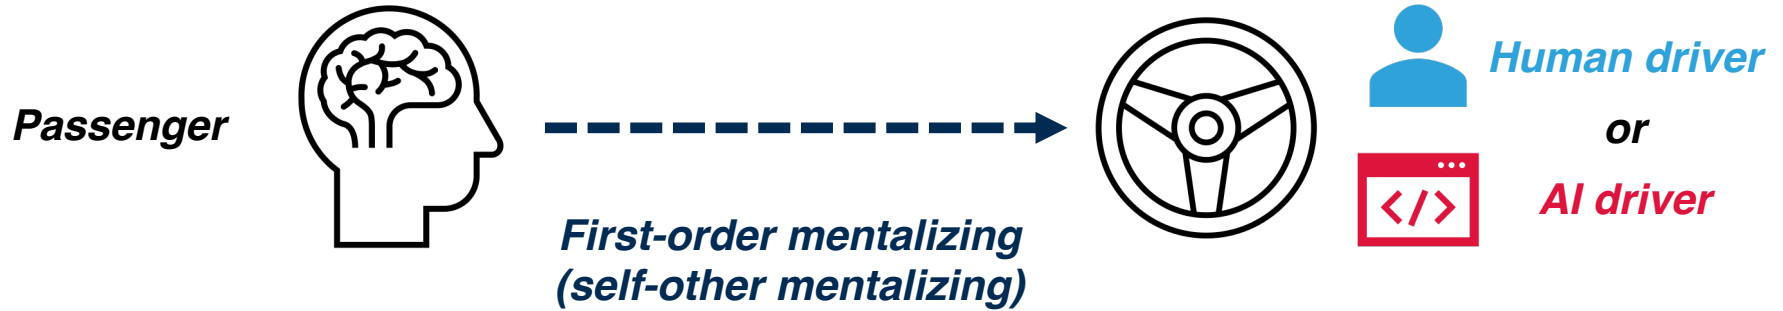 Passenger
First-order mentalizing
(self-other mentalizing)
</>
Human driver
or
AI driver